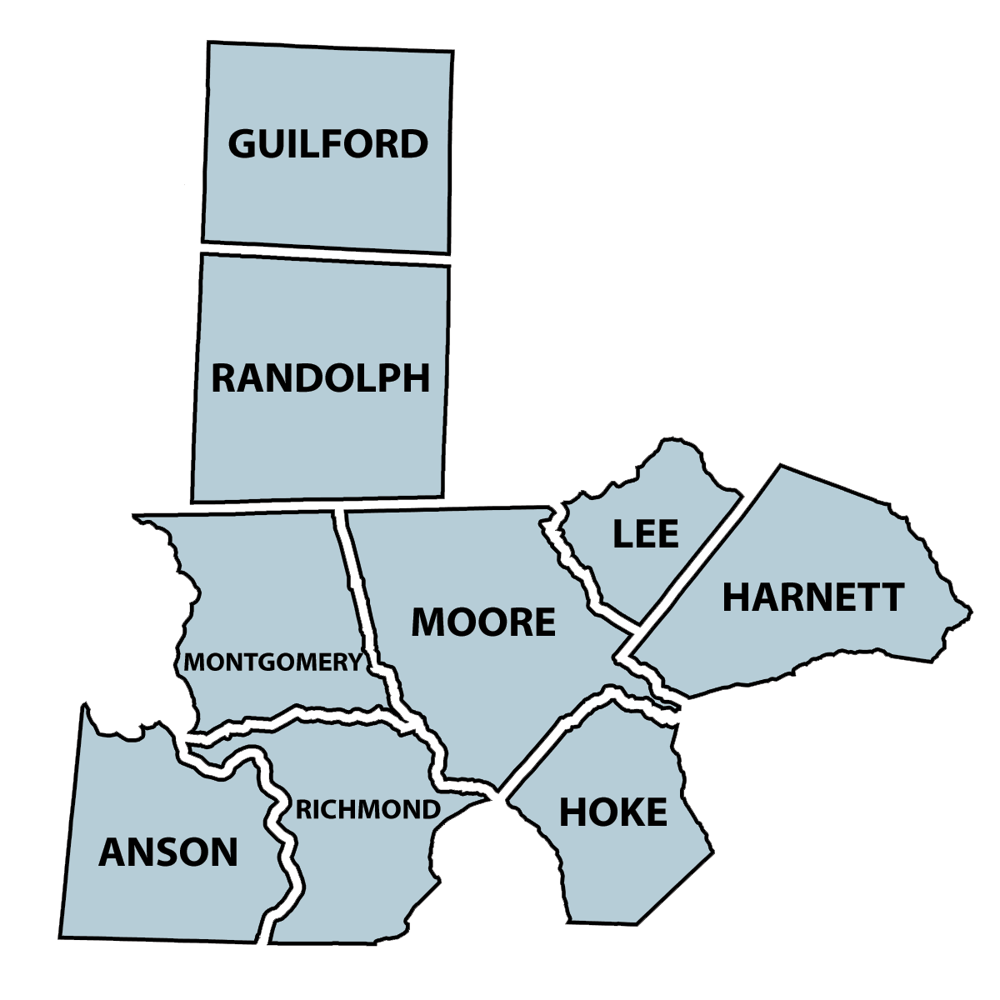 GUILFORD
RANDOLPH
LEE
HARNETT
MOORE
MONTGOMERY
RICHMOND
HOKE
ANSON